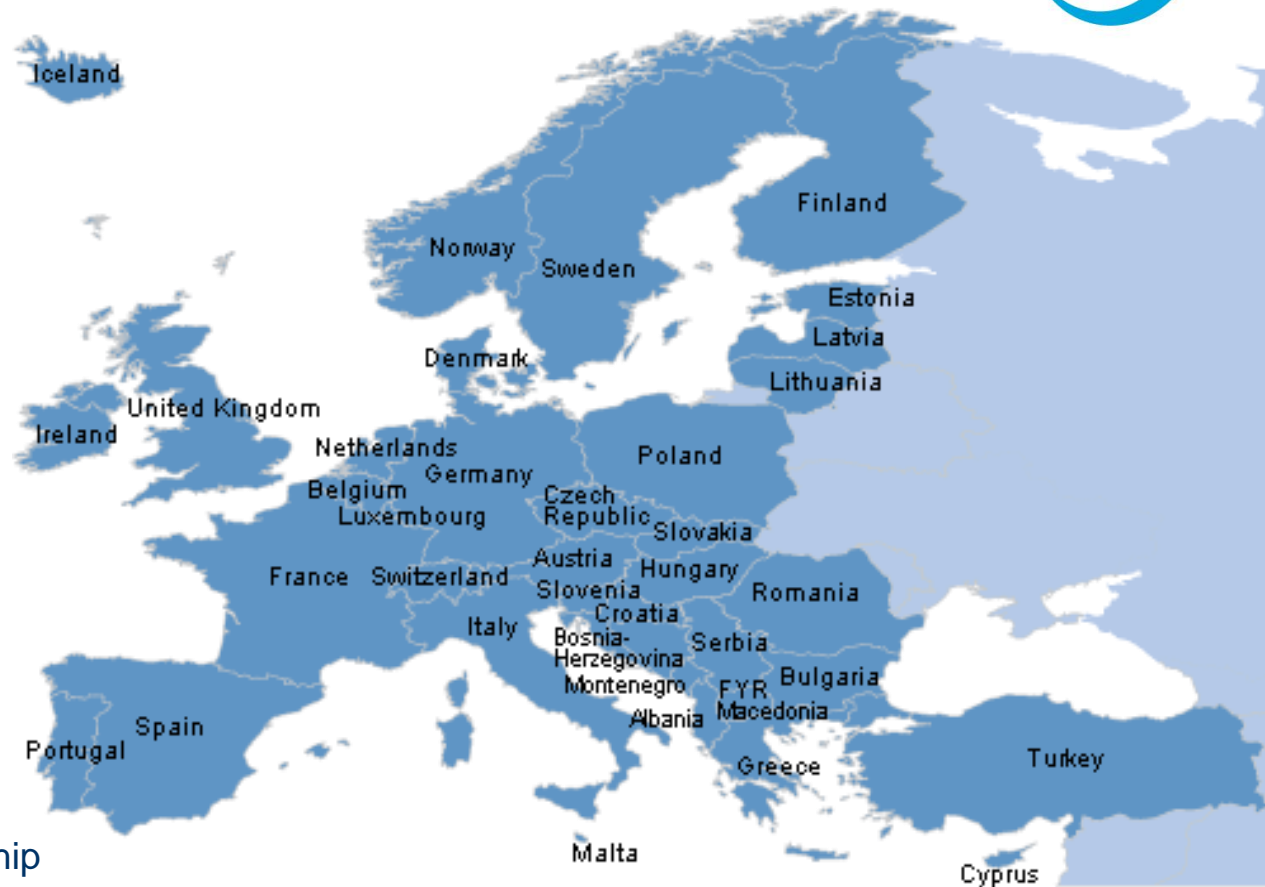 Iceland
Finland
Norway
Sweden
Estonia
Latvia
Denmark
Lithuania
United Kingdom
Ireland
Netherlands
Poland
Germany
Belgium
Czech
Republic
Luxembourg
Slovakia
Austria
Hungary
France
Switzerland
Slovenia
Romania
Croatia
Italy
Bosnia-
Herzegovina
Serbia
Bulgaria
Montenegro
FYR
Macedonia
Albania
Spain
Portugal
Greece
Turkey
Malta
Cyprus